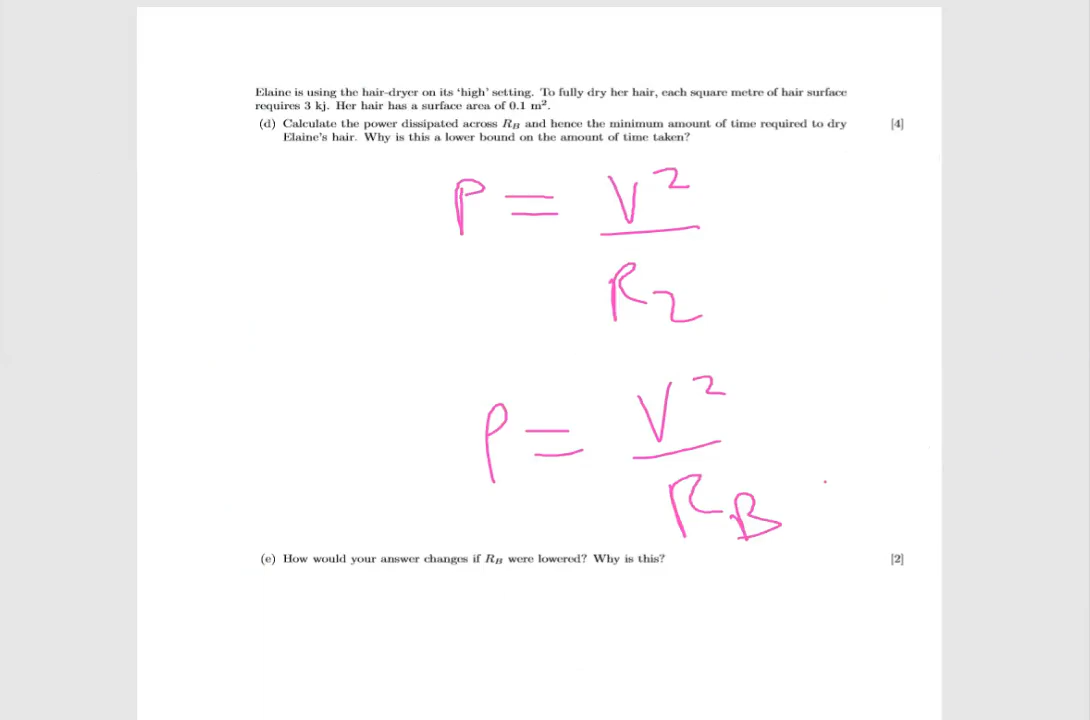 Elaine is using the hair-dryer on its ‘high’ setting. To fully dry her hair, each square metre of hair surface
requires 3 kj. Her hair has a surface area of 0.1 m².
(d) Calculate the power dissipated across R_B and hence the minimum amount of time required to dry [4]
Elaine's hair. Why is this a lower bound on the amount of time taken?
P = V²
R₂
P = V²
R_B
(e) How would your answer changes if R_B were lowered? Why is this? [2]